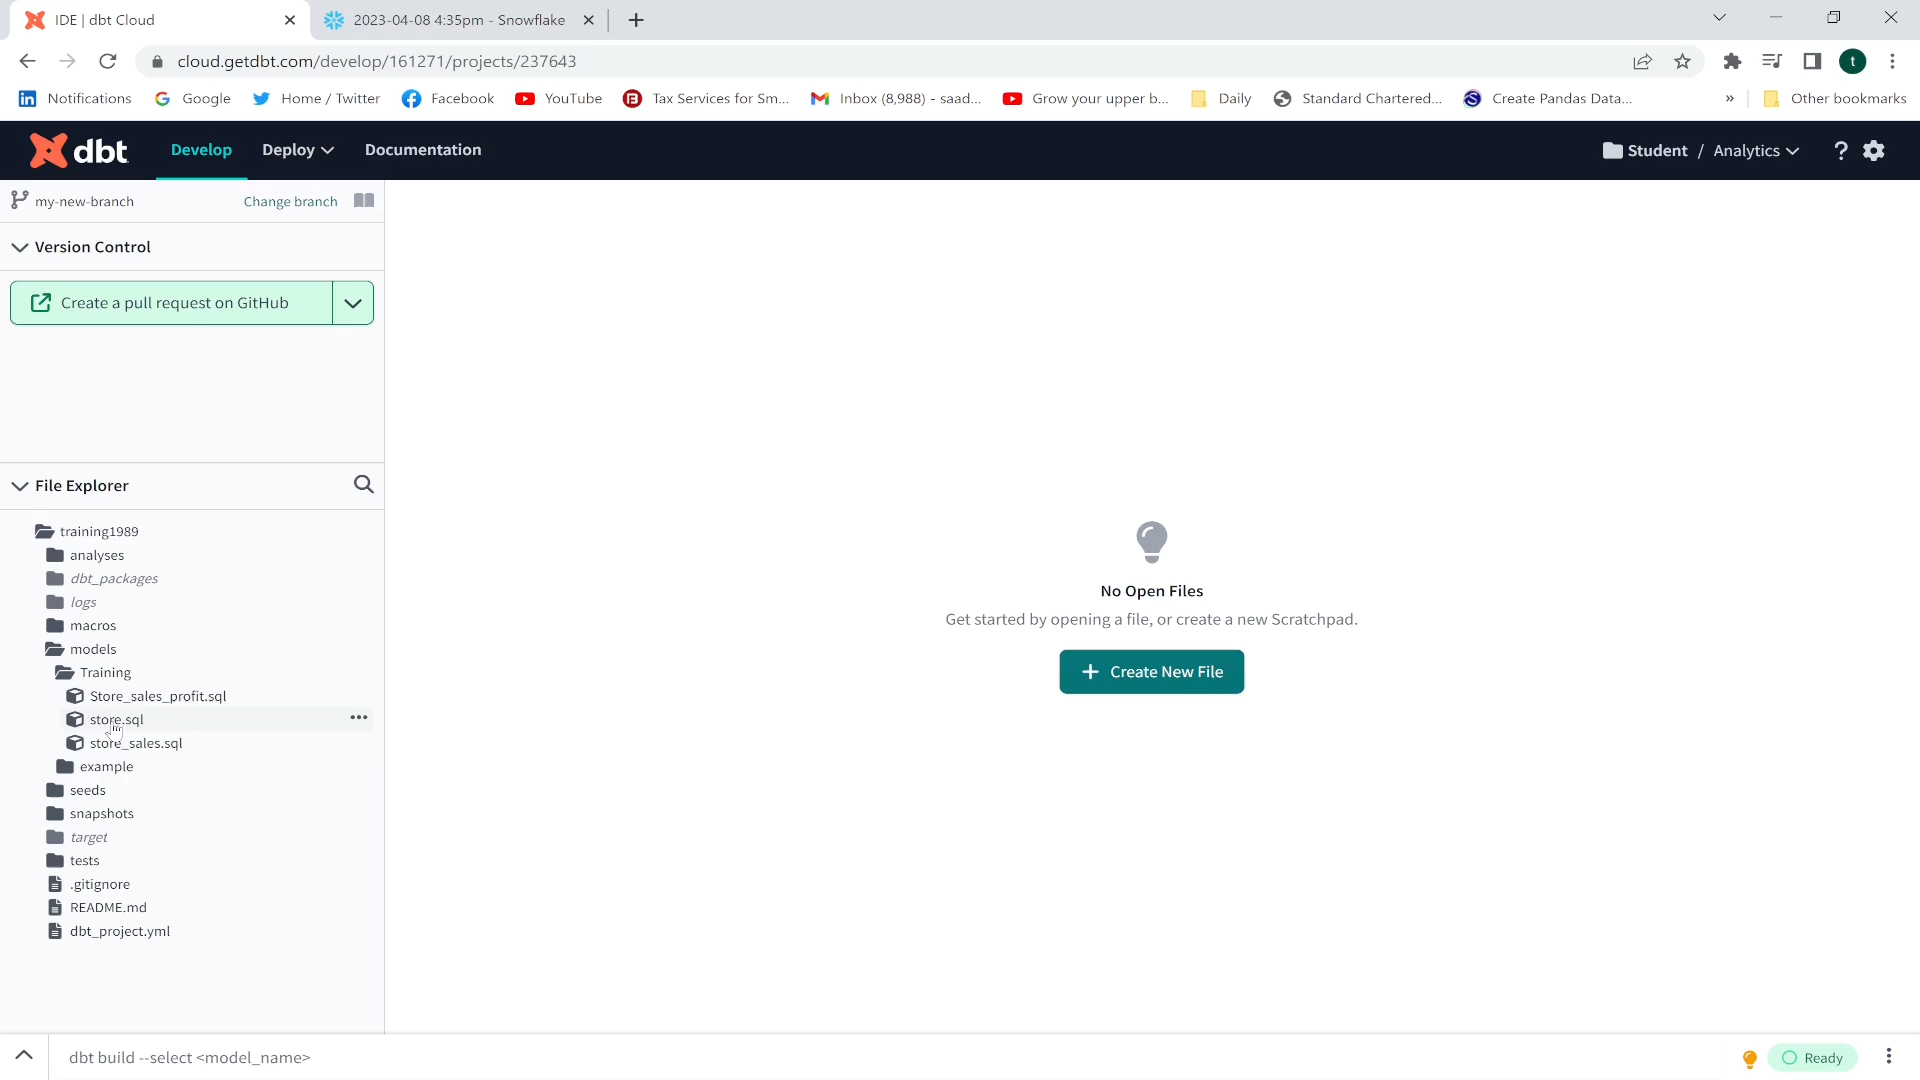 IDE | dbt Cloud
2023-04-08 4:35pm - Snowflake
cloud.getdbt.com/develop/161271/projects/237643
t
Notifications
Google
Home / Twitter
Facebook
YouTube
Tax Services for Sm...
Inbox (8,988) - saad...
Grow your upper b...
Daily
Standard Chartered...
Create Pandas Data...
»
Other bookmarks
dbt
Develop
Deploy
Documentation
Student / Analytics
?
my-new-branch
Change branch
Version Control
Create a pull request on GitHub
File Explorer
training1989
analyses
dbt_packages
logs
macros
models
Training
Store_sales_profit.sql
store.sql
store_sales.sql
example
seeds
snapshots
target
tests
.gitignore
README.md
dbt_project.yml
No Open Files
Get started by opening a file, or create a new Scratchpad.
+ Create New File
dbt build --select <model_name>
Ready